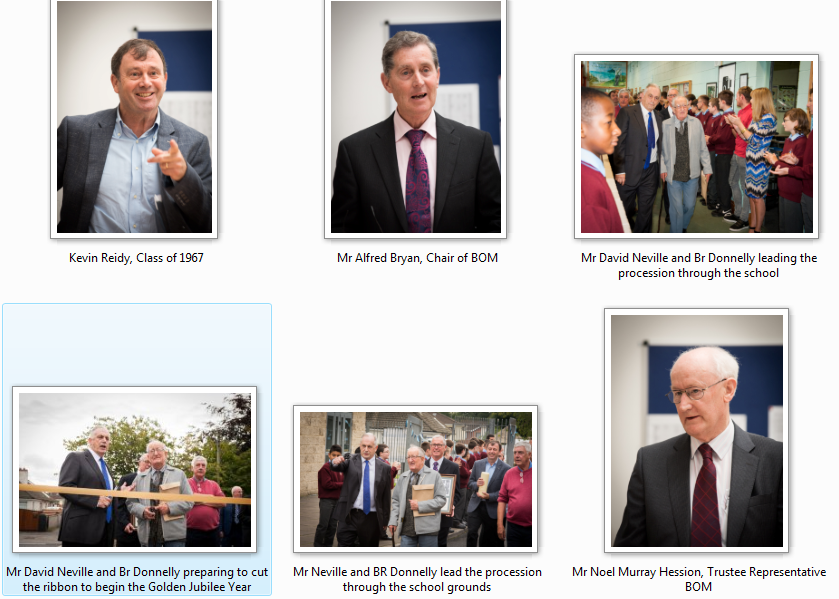 Kevin Reidy, Class of 1967
Mr Alfred Bryan, Chair of BOM
Mr David Neville and Br Donnelly leading the
procession through the school
Mr David Neville and Br Donnelly preparing to cut
the ribbon to begin the Golden Jubilee Year
Mr Neville and BR Donnelly lead the procession
through the school grounds
Mr Noel Murray Hession, Trustee Representative
BOM